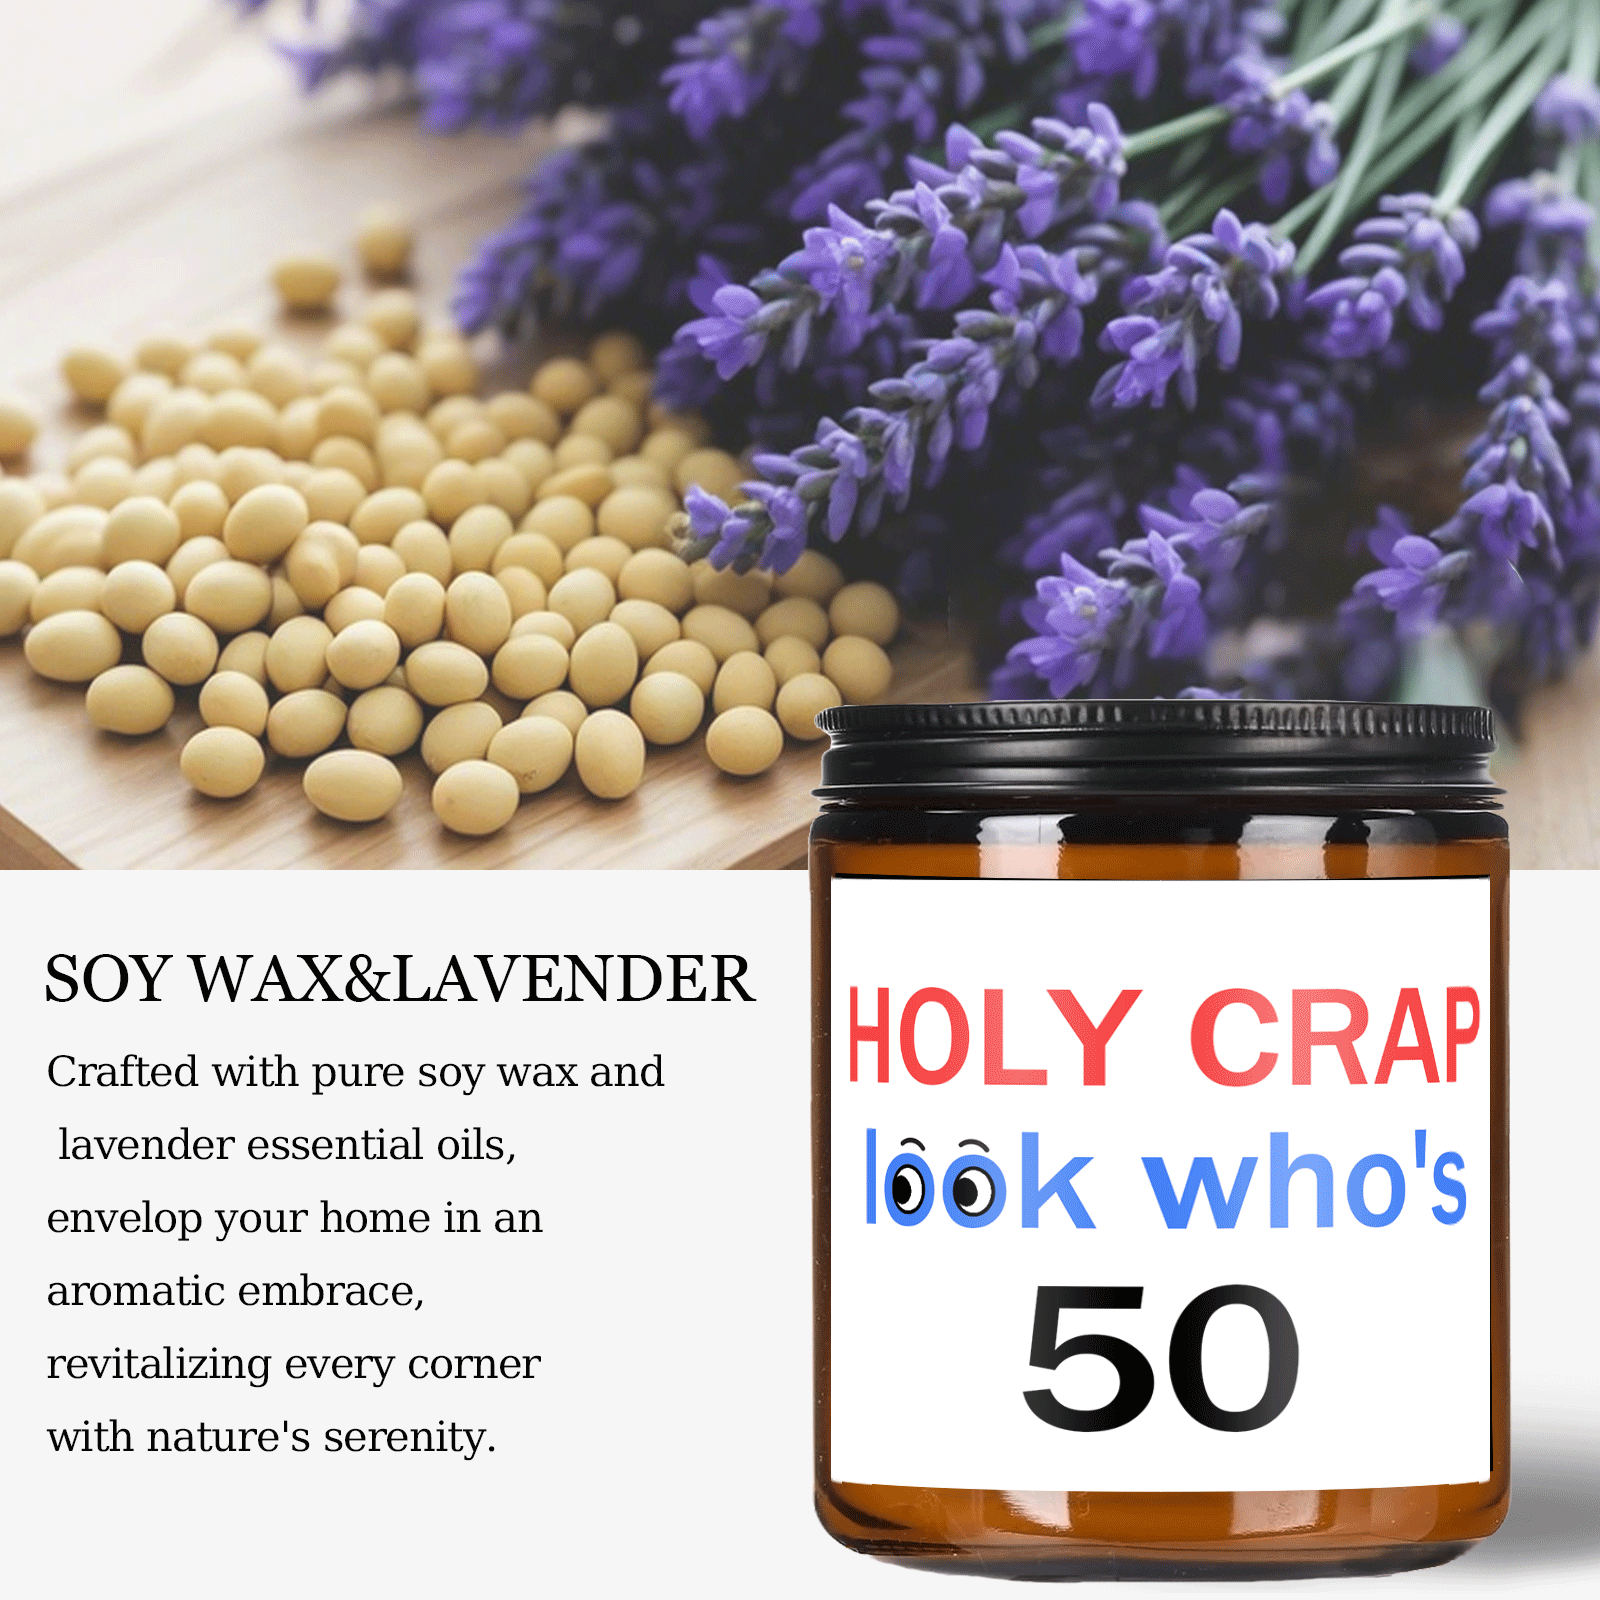 SOY WAX&LAVENDER
Crafted with pure soy wax and
lavender essential oils,
envelop your home in an
aromatic embrace,
revitalizing every corner
with nature's serenity.
HOLY CRAP
look who's
50